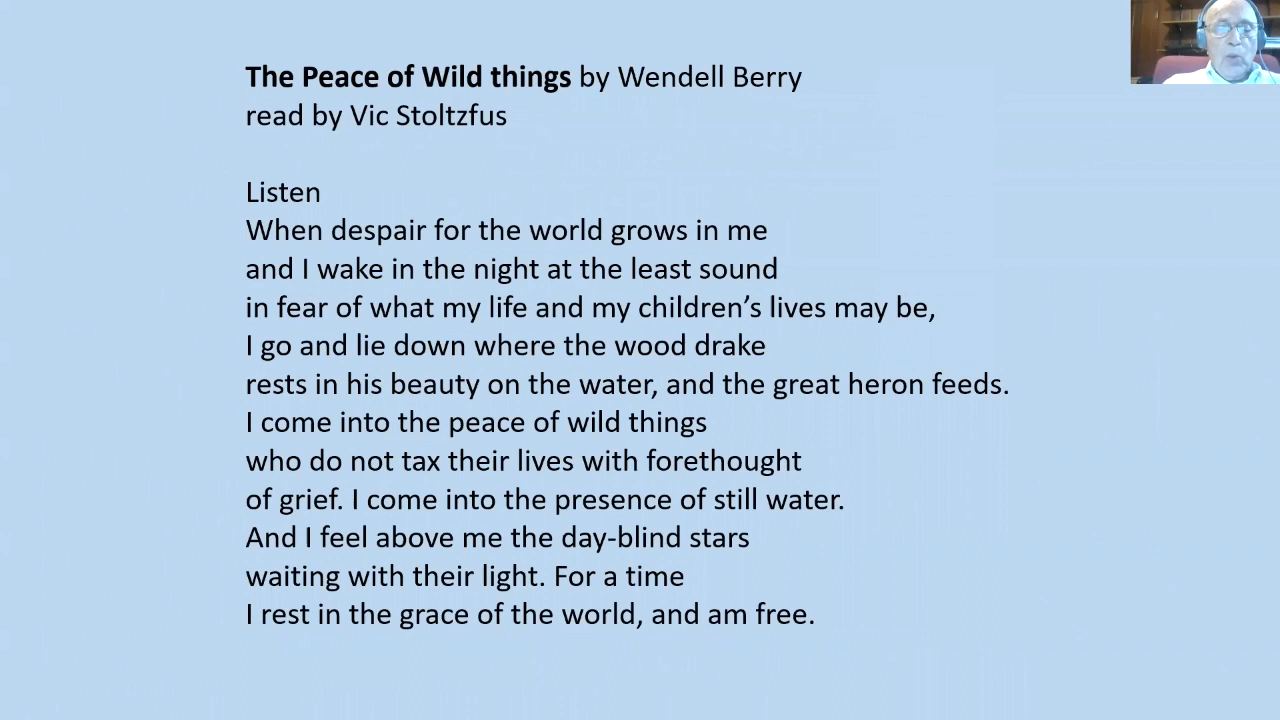 The Peace of Wild things by Wendell Berry
read by Vic Stoltzfus
Listen
When despair for the world grows in me
and I wake in the night at the least sound
in fear of what my life and my children’s lives may be,
I go and lie down where the wood drake
rests in his beauty on the water, and the great heron feeds.
I come into the peace of wild things
who do not tax their lives with forethought
of grief. I come into the presence of still water.
And I feel above me the day-blind stars
waiting with their light. For a time
I rest in the grace of the world, and am free.